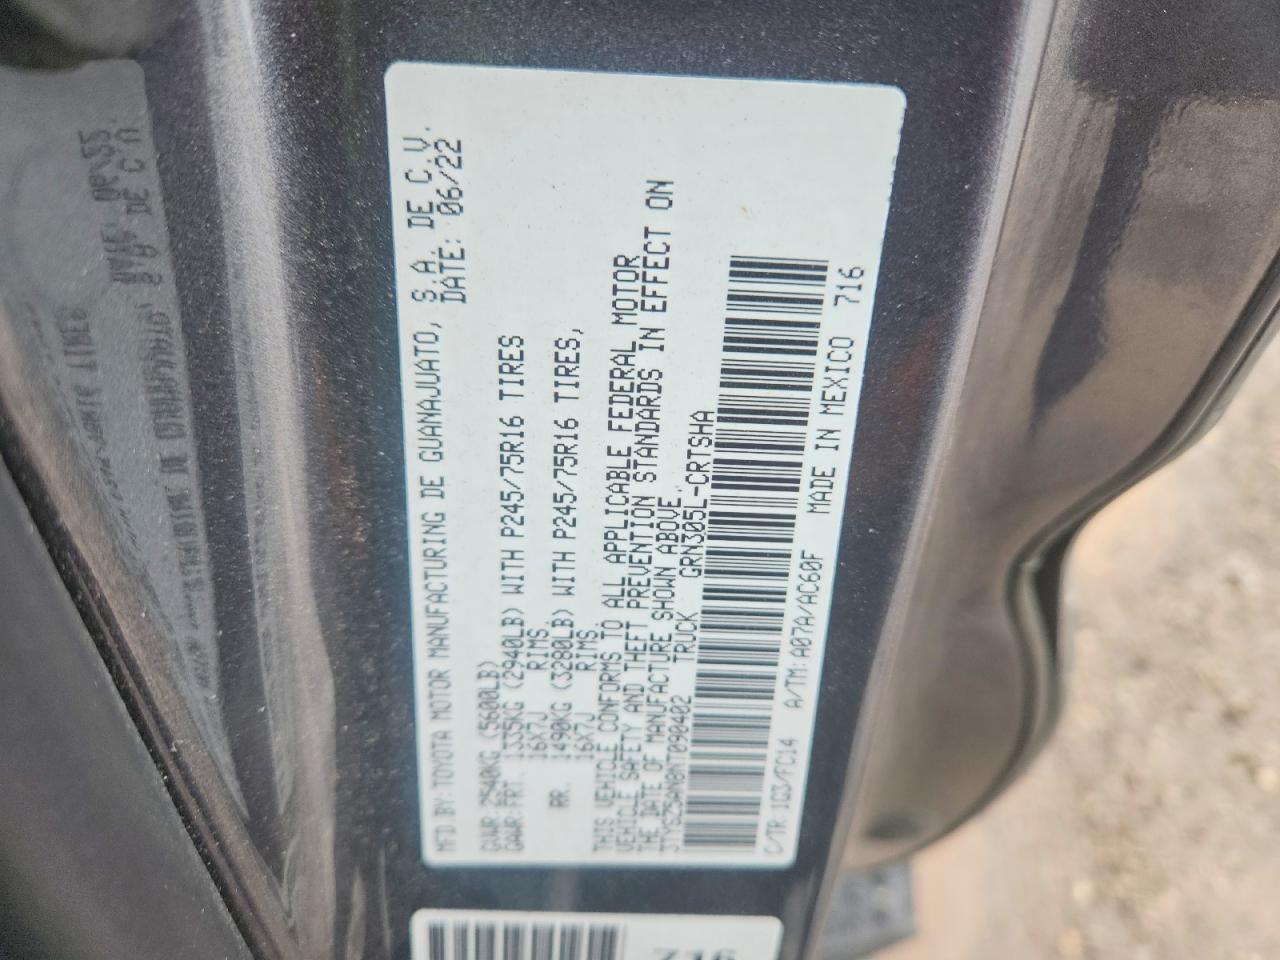 MFD.BY: TOYOTA MOTOR MANUFACTURING DE GUANAJUATO, S.A. DE C.V.
DATE: 06/22
GVWR: 2540KG (5600LB)
GAWR: FRT. 1335KG (2940LB) WITH P245/75R16 TIRES
16X7J RIMS.
RR. 1490KG (3280LB) WITH P245/75R16 TIRES,
16X7J RIMS.
THIS VEHICLE CONFORMS TO ALL APPLICABLE FEDERAL MOTOR
VEHICLE SAFETY AND THEFT PREVENTION STANDARDS IN EFFECT ON
THE DATE OF MANUFACTURE SHOWN ABOVE.
3TYSZ5AN8NT090402 TRUCK GRN305L-CRTSHA
C/TR: 1G3/FC14 A/TM: A07A/AC60F MADE IN MEXICO 716